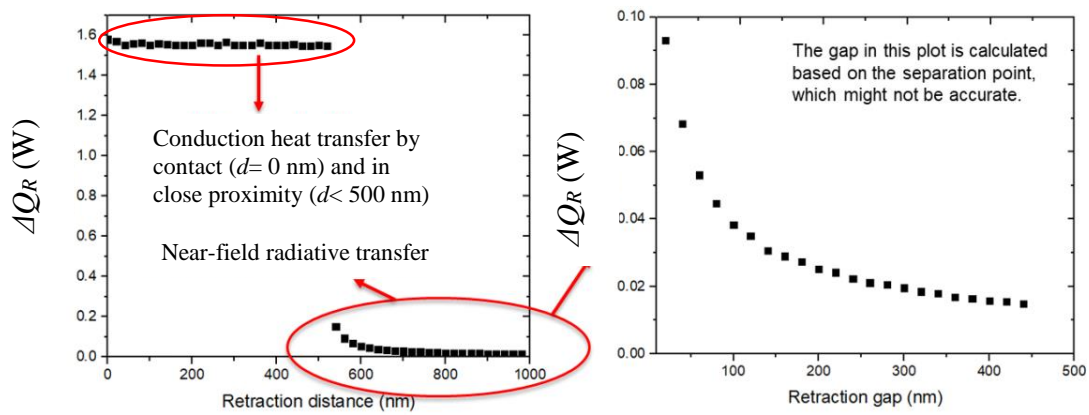 ΔQR (W)
1.6
1.4
1.2
1.0
0.8
0.6
0.4
0.2
0.0
Conduction heat transfer by
contact (d= 0 nm) and in
close proximity (d< 500 nm)
Near-field radiative transfer
0 200 400 600 800 1000
Retraction distance (nm)
ΔQR (W)
0.10
0.08
0.06
0.04
0.02
0.00
The gap in this plot is calculated
based on the separation point,
which might not be accurate.
100 200 300 400 500
Retraction gap (nm)